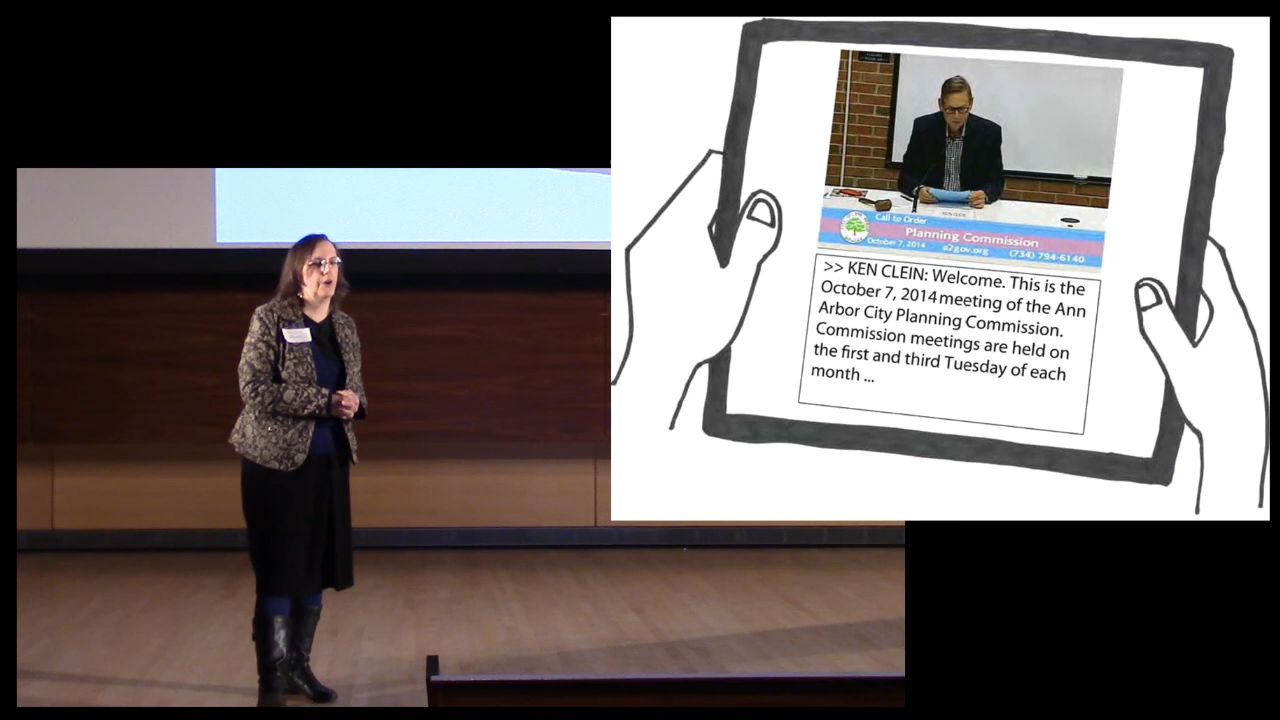 KEN CLEIN
Call to Order
Planning Commission
October 7, 2014 a2gov.org (734) 794-6140
>> KEN CLEIN: Welcome. This is the
October 7, 2014 meeting of the Ann
Arbor City Planning Commission.
Commission meetings are held on
the first and third Tuesday of each
month ...